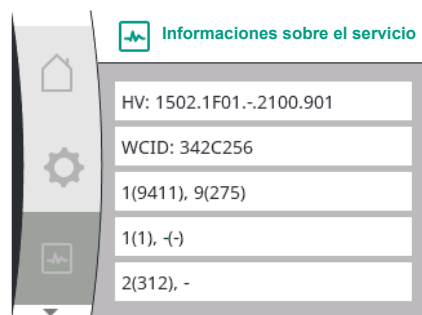 Informaciones sobre el servicio
HV: 1502.1F01.-.2100.901
WCID: 342C256
1(9411), 9(275)
1(1), -(-)
2(312), -